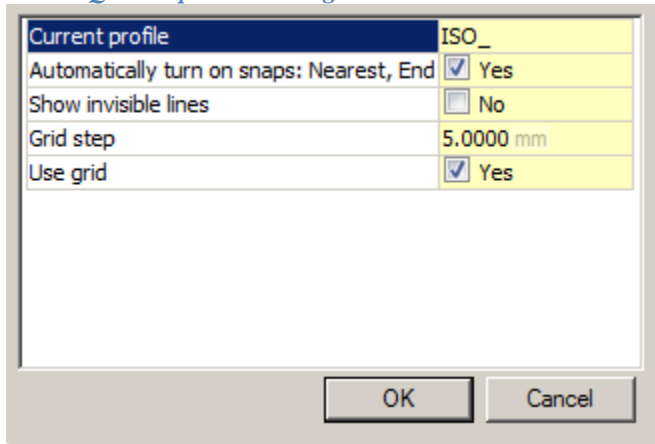 Current profile ISO_
Automatically turn on snaps: Nearest, End Yes
Show invisible lines No
Grid step 5.0000 mm
Use grid Yes
OK Cancel